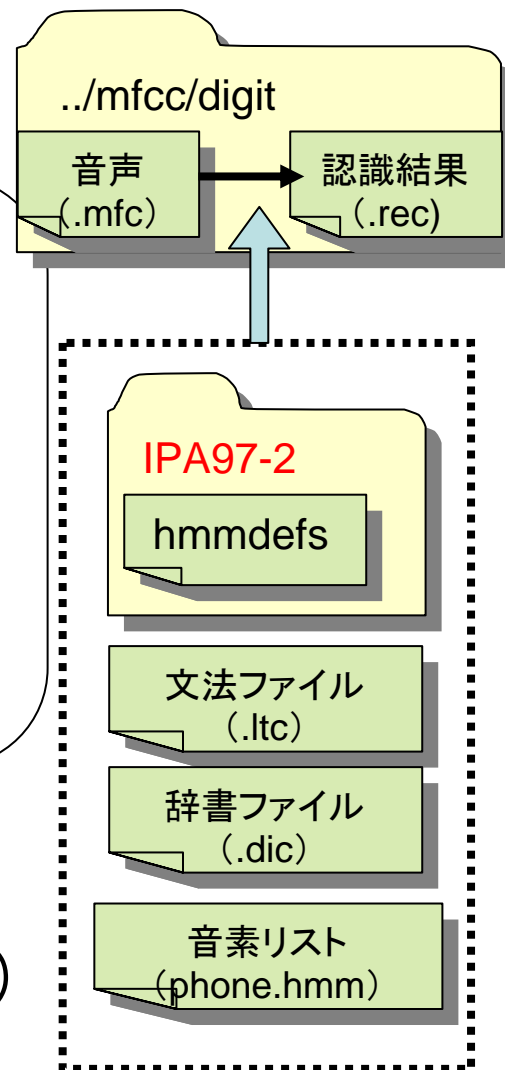 ../mfcc/digit
音声
（.mfc）
認識結果
（.rec)
IPA97-2
hmmdefs
文法ファイル
（.ltc）
辞書ファイル
（.dic）
音素リスト
（phone.hmm）
)